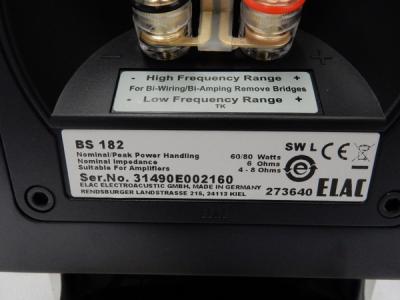 - High Frequency Range +
For Bi-Wiring/Bi-Amping Remove Bridges
- Low Frequency Range +
TK
BS 182
Nominal/Peak Power Handling 60/80 Watts
Nominal Impedance 6 Ohms
Suitable For Amplifiers 4 - 8 Ohms
Ser.No. 31490E002160
ELAC ELECTROACUSTIC GMBH, MADE IN GERMANY
RENDSBURGER LANDSTRASSE 215, 24113 KIEL
SW L CE
273640 ELAC